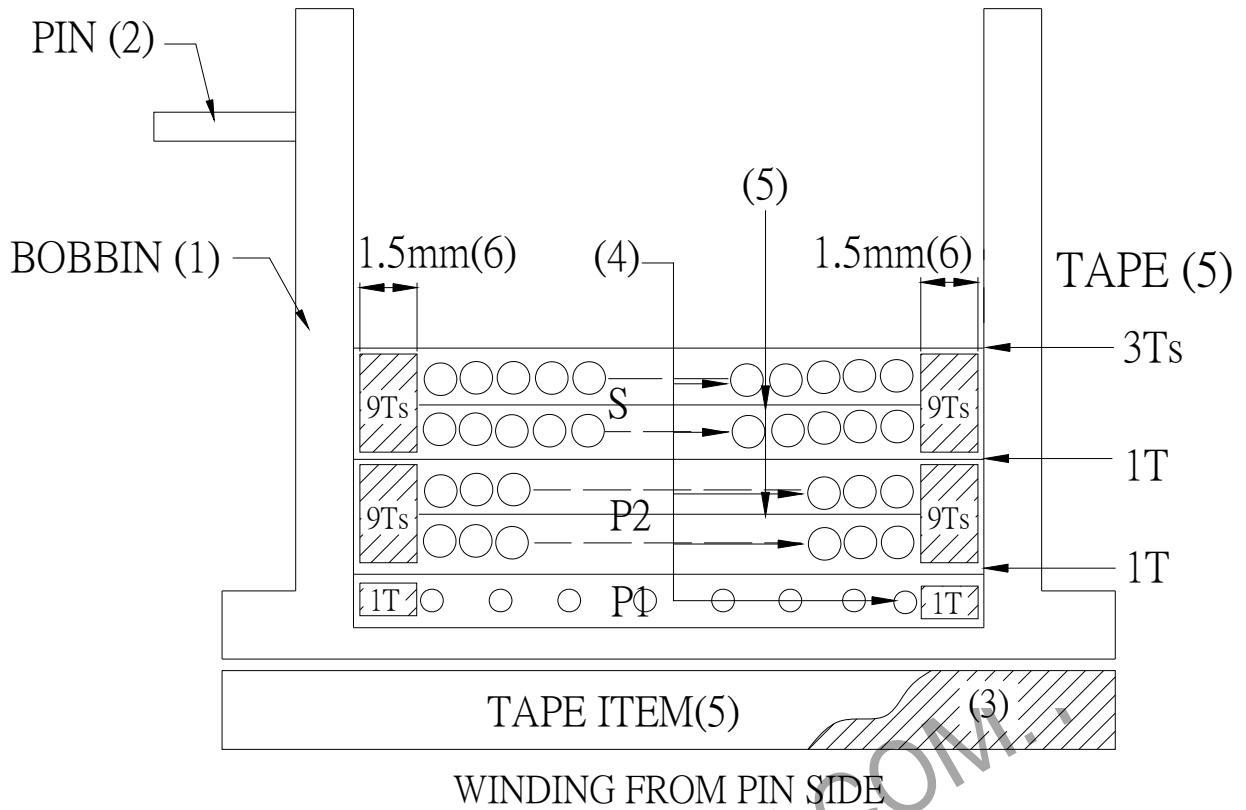 PIN (2)
(5)
BOBBIN (1)
1.5mm(6)
(4)
1.5mm(6)
TAPE (5)
3Ts
9Ts
S
9Ts
1T
9Ts
P2
9Ts
1T
1T
P1
1T
TAPE ITEM(5)
(3)
WINDING FROM PIN SIDE
COM.